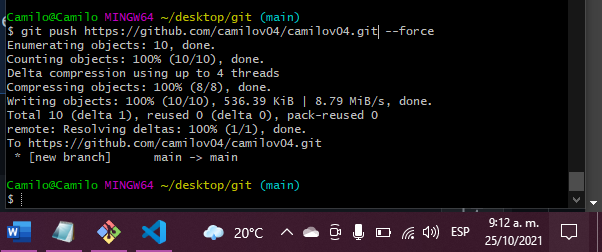 Camilo@Camilo MINGW64 ~/desktop/git (main)
$ git push https://github.com/camilov04/camilov04.git --force
Enumerating objects: 10, done.
Counting objects: 100% (10/10), done.
Delta compression using up to 4 threads
Compressing objects: 100% (8/8), done.
Writing objects: 100% (10/10), 536.39 KiB | 8.79 MiB/s, done.
Total 10 (delta 1), reused 0 (delta 0), pack-reused 0
remote: Resolving deltas: 100% (1/1), done.
To https://github.com/camilov04/camilov04.git
 * [new branch]      main -> main
Camilo@Camilo MINGW64 ~/desktop/git (main)
$
20°C ESP 9:12 a. m.
25/10/2021